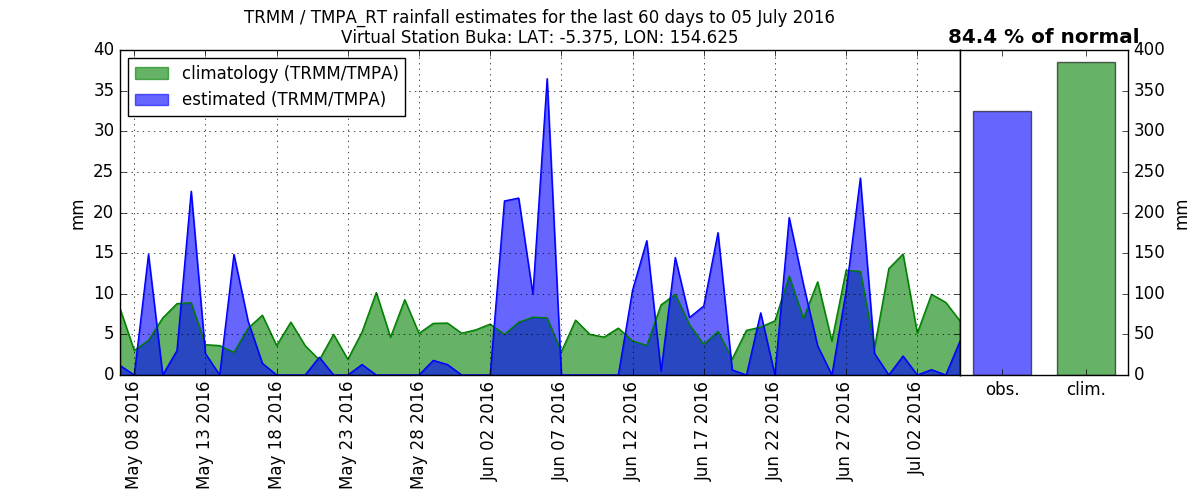 TRMM / TMPA_RT rainfall estimates for the last 60 days to 05 July 2016
Virtual Station Buka: LAT: -5.375, LON: 154.625
84.4 % of normal
climatology (TRMM/TMPA)
estimated (TRMM/TMPA)
40
35
30
25
20
15
10
5
0
mm
400
350
300
250
200
150
100
50
0
mm
May 08 2016
May 13 2016
May 18 2016
May 23 2016
May 28 2016
Jun 02 2016
Jun 07 2016
Jun 12 2016
Jun 17 2016
Jun 22 2016
Jun 27 2016
Jul 02 2016
obs.
clim.